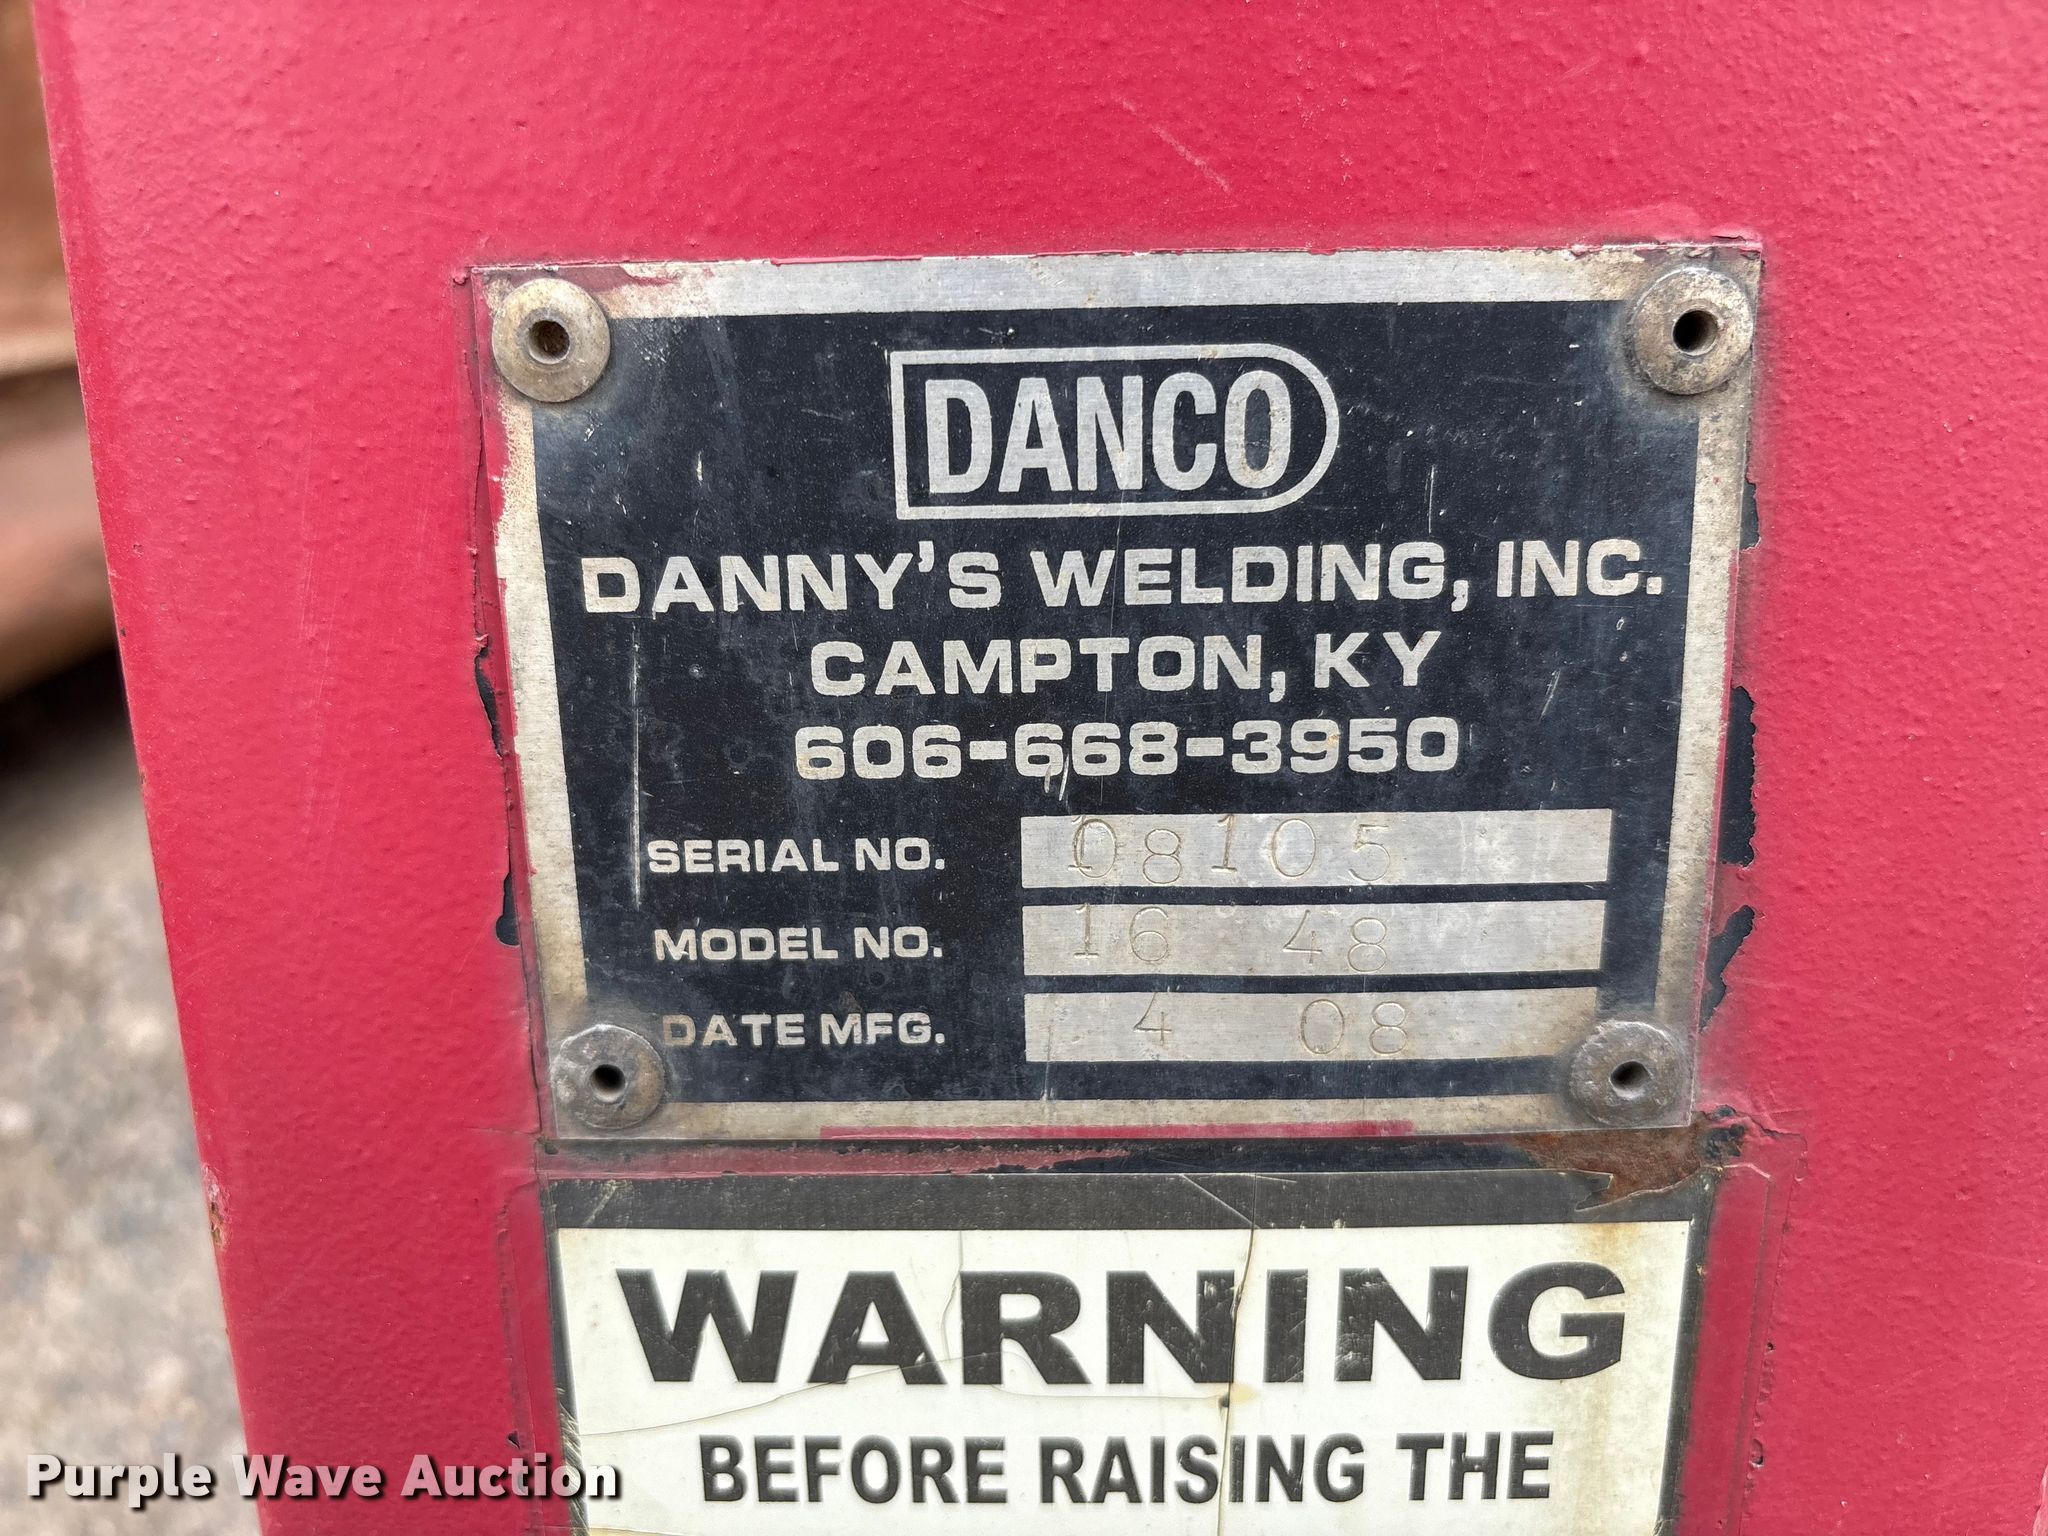 DANCO
DANNY'S WELDING, INC.
CAMPTON, KY
606-668-3950
SERIAL NO. 08105
MODEL NO. 16 48
DATE MFG. 4 08
WARNING
BEFORE RAISING THE
Purple Wave Auction